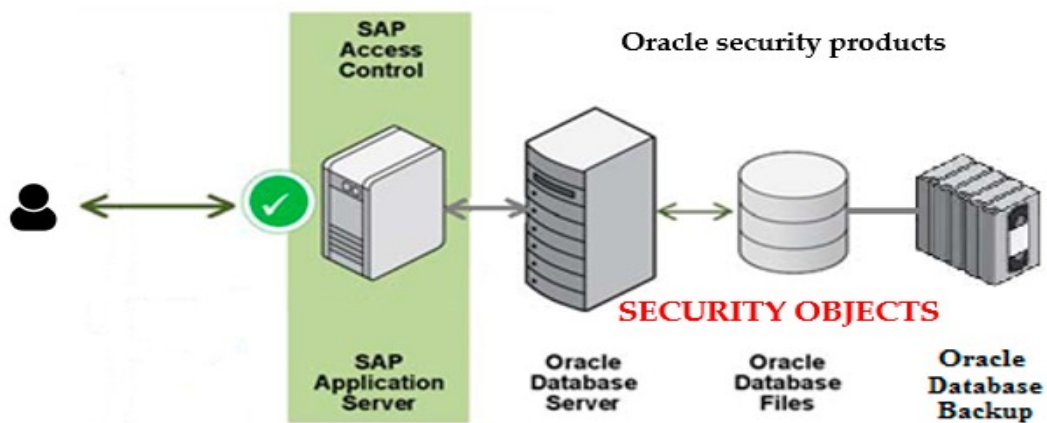 SAP
Access
Control
Oracle security products
SECURITY OBJECTS
SAP
Application
Server
Oracle
Database
Server
Oracle
Database
Files
Oracle
Database
Backup